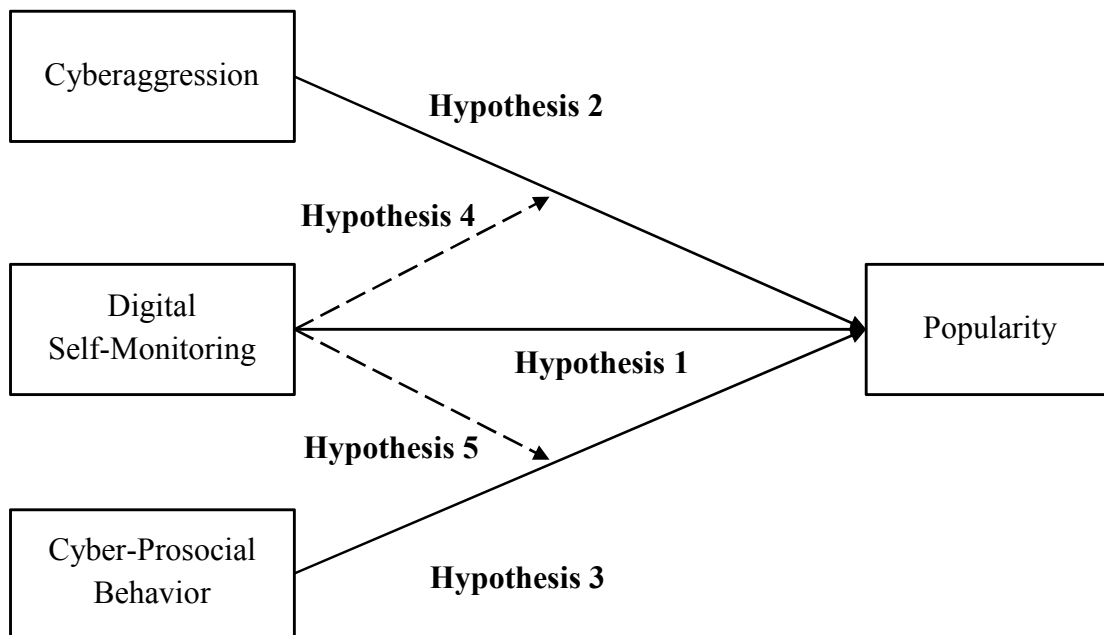 Cyberaggression
Hypothesis 2
Hypothesis 4
Digital
Self-Monitoring
Popularity
Hypothesis 1
Hypothesis 5
Cyber-Prosocial
Behavior
Hypothesis 3